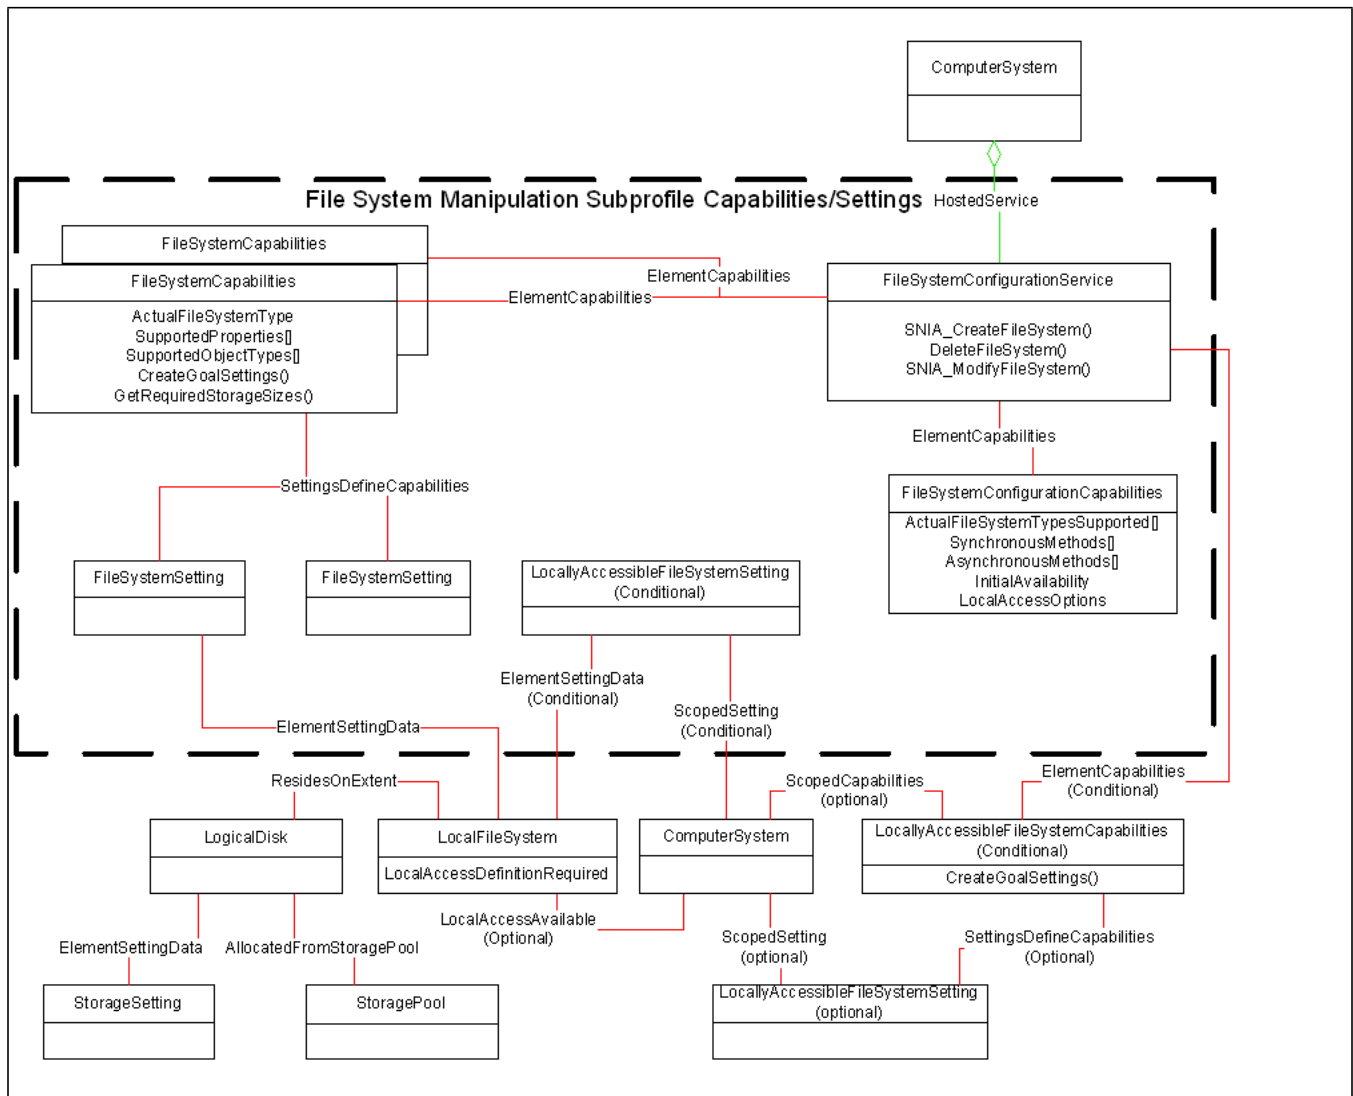 ComputerSystem
File System Manipulation Subprofile Capabilities/Settings
HostedService
FileSystemCapabilities
ElementCapabilities
FileSystemCapabilities
ActualFileSystemType
SupportedProperties[]
SupportedObjectTypes[]
CreateGoalSettings()
GetRequiredStorageSizes()
ElementCapabilities
FileSystemConfigurationService
SNIA_CreateFileSystem()
DeleteFileSystem()
SNIA_ModifyFileSystem()
ElementCapabilities
SettingsDefineCapabilities
FileSystemConfigurationCapabilities
ActualFileSystemTypesSupported[]
SynchronousMethods[]
AsynchronousMethods[]
InitialAvailability
LocalAccessOptions
FileSystemSetting
FileSystemSetting
LocallyAccessibleFileSystemSetting
(Conditional)
ElementSettingData
(Conditional)
ScopedSetting
(Conditional)
ElementSettingData
ResidesOnExtent
ScopedCapabilities
(optional)
ElementCapabilities
(Conditional)
LogicalDisk
LocalFileSystem
LocalAccessDefinitionRequired
ComputerSystem
LocallyAccessibleFileSystemCapabilities
(Conditional)
CreateGoalSettings()
LocalAccessAvailable
(Optional)
ElementSettingData
AllocatedFromStoragePool
ScopedSetting
(optional)
SettingsDefineCapabilities
(Optional)
StorageSetting
StoragePool
LocallyAccessibleFileSystemSetting
(optional)